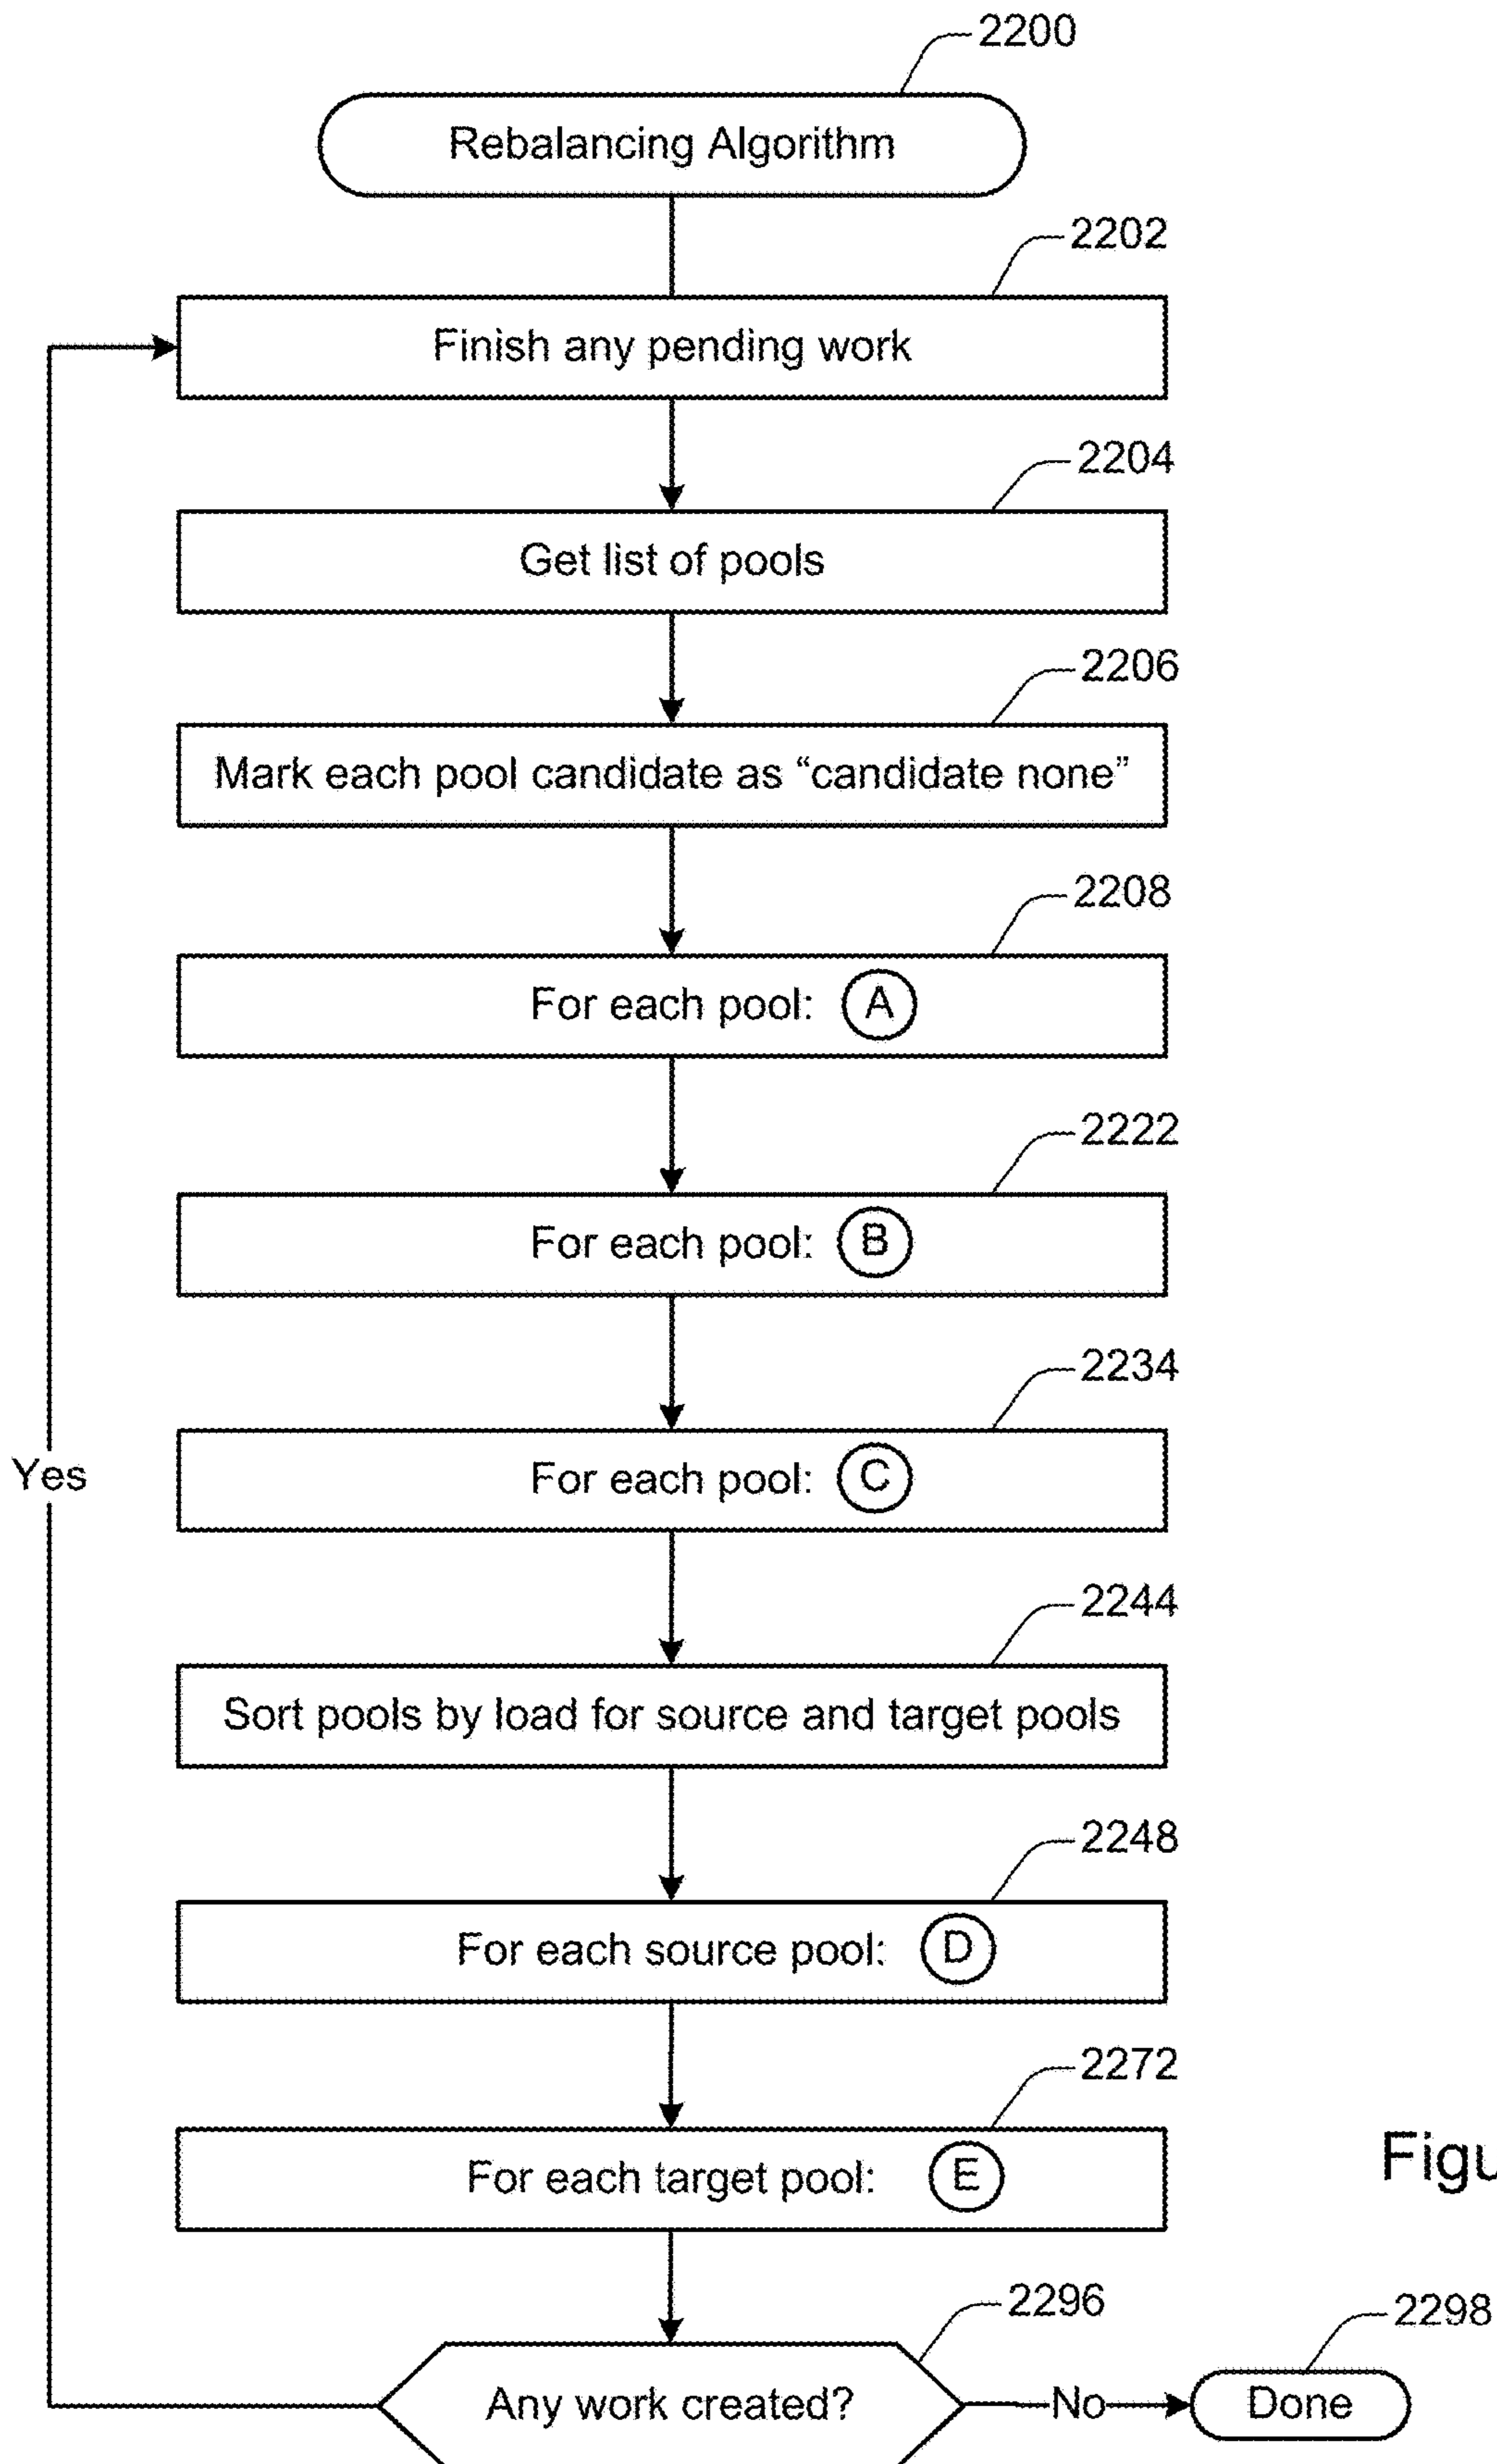 2200
Rebalancing Algorithm
2202
Finish any pending work
2204
Get list of pools
2206
Mark each pool candidate as “candidate none”
2208
For each pool: A
2222
For each pool: B
2234
For each pool: C
Yes
2244
Sort pools by load for source and target pools
2248
For each source pool: D
2272
For each target pool: E
Figu
2296
2298
Any work created?
No
Done